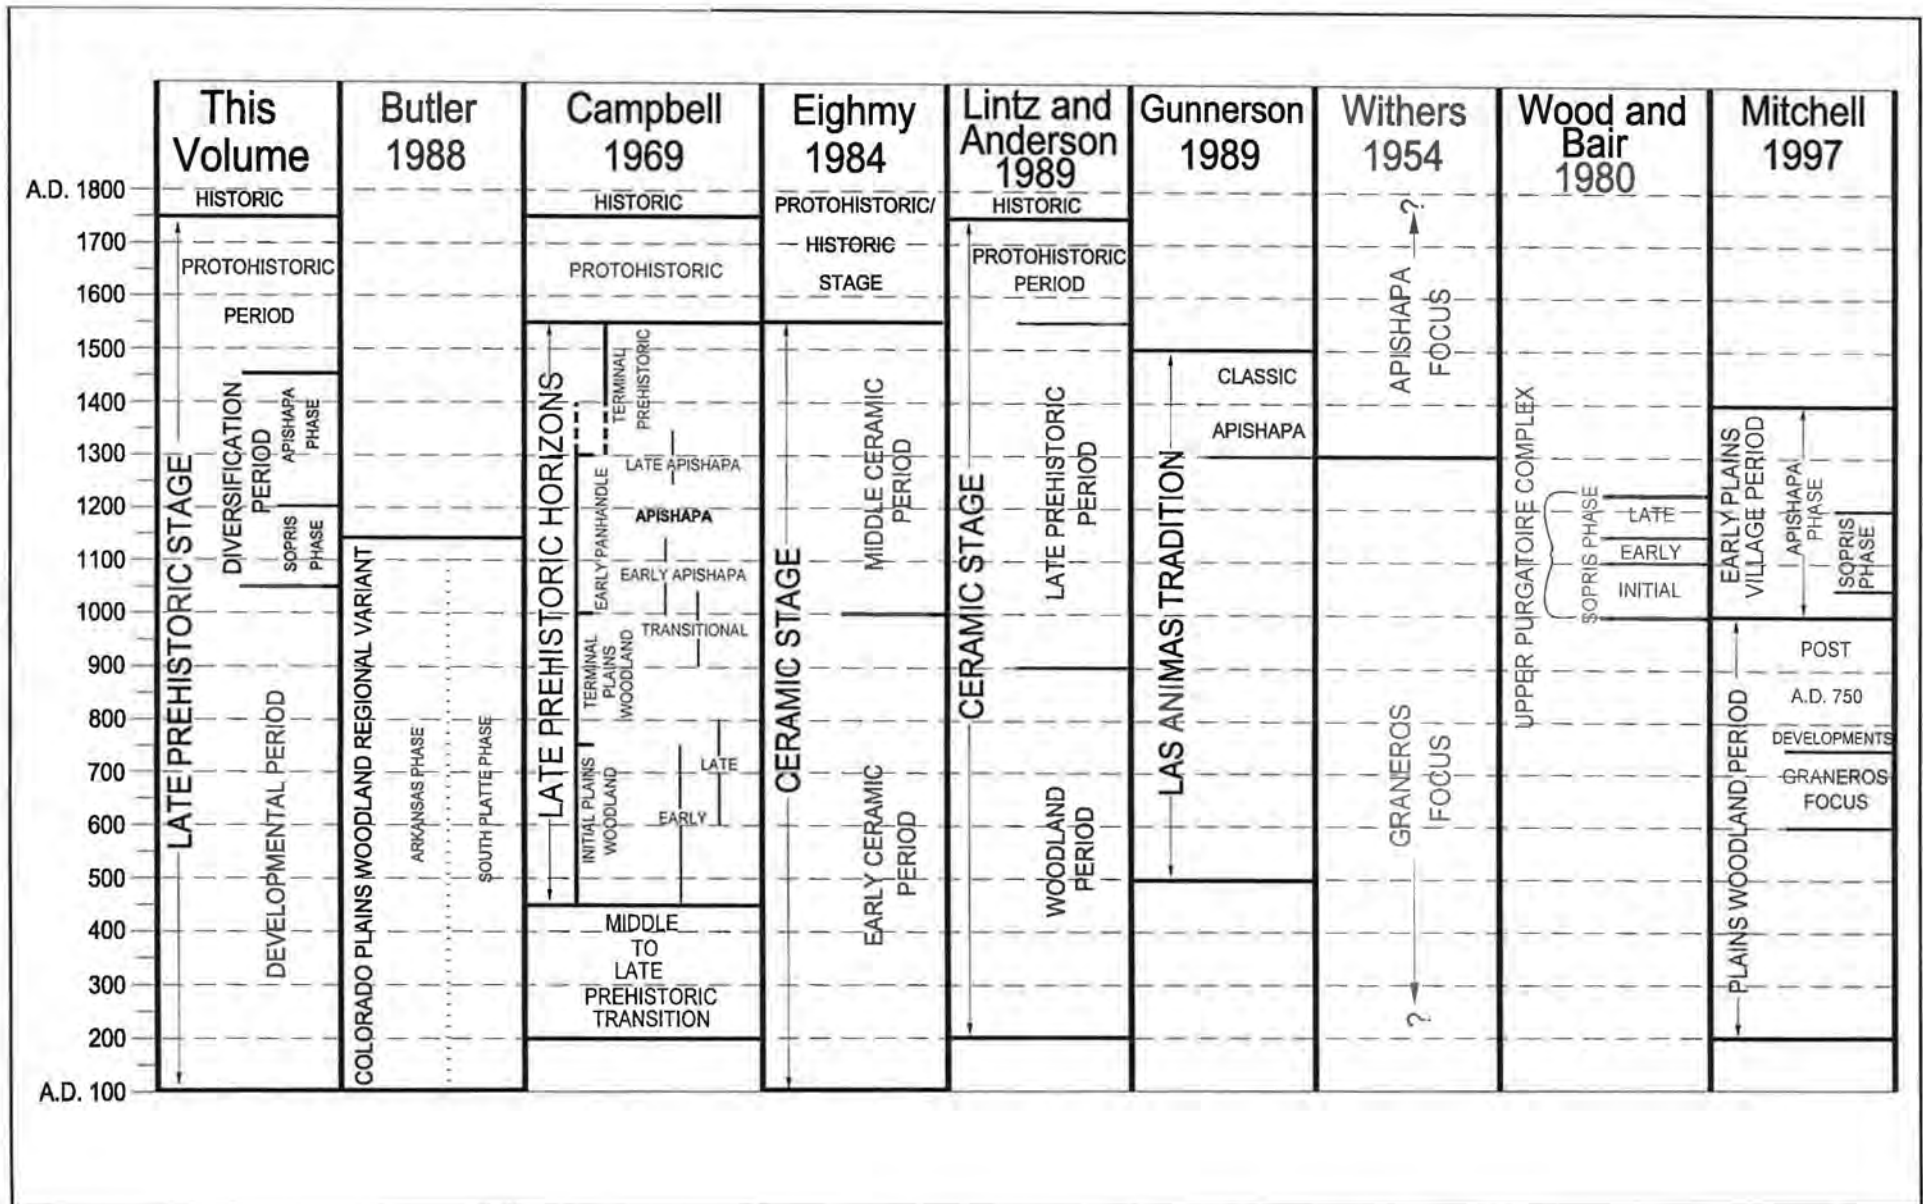 This
Volume
Butler
1988
Campbell
1969
Eighmy
1984
Lintz and
Anderson
1989
Gunnerson
1989
Withers
1954
Wood and
Bair
1980
Mitchell
1997
A.D. 1800
1700
1600
1500
1400
1300
1200
1100
1000
900
800
700
600
500
400
300
200
A.D. 100
HISTORIC
PROTOHISTORIC
PERIOD
LATE PREHISTORIC STAGE
DIVERSIFICATION
PERIOD
APISHAPA
PHASE
SOPRIS
PHASE
DEVELOPMENTAL PERIOD
COLORADO PLAINS WOODLAND REGIONAL VARIANT
ARKANSAS PHASE
SOUTH PLATTE PHASE
HISTORIC
PROTOHISTORIC
LATE PREHISTORIC HORIZONS
TERMINAL
PREHISTORIC
LATE APISHAPA
EARLY PANHANDLE
APISHAPA
EARLY APISHAPA
TRANSITIONAL
TERMINAL
PLAINS
WOODLAND
INITIAL PLAINS
WOODLAND
LATE
EARLY
MIDDLE
TO
LATE
PREHISTORIC
TRANSITION
PROTOHISTORIC/
HISTORIC
STAGE
CERAMIC STAGE
MIDDLE CERAMIC
PERIOD
EARLY CERAMIC
PERIOD
HISTORIC
PROTOHISTORIC
PERIOD
CERAMIC STAGE
LATE PREHISTORIC
PERIOD
WOODLAND
PERIOD
LAS ANIMAS TRADITION
CLASSIC
APISHAPA
?
APISHAPA
FOCUS
GRANEROS
FOCUS
?
UPPER PURGATOIRE COMPLEX
SOPRIS PHASE
LATE
EARLY
INITIAL
EARLY PLAINS
VILLAGE PERIOD
APISHAPA
PHASE
SOPRIS
PHASE
PLAINS WOODLAND PERIOD
POST
A.D. 750
DEVELOPMENTS
GRANEROS
FOCUS